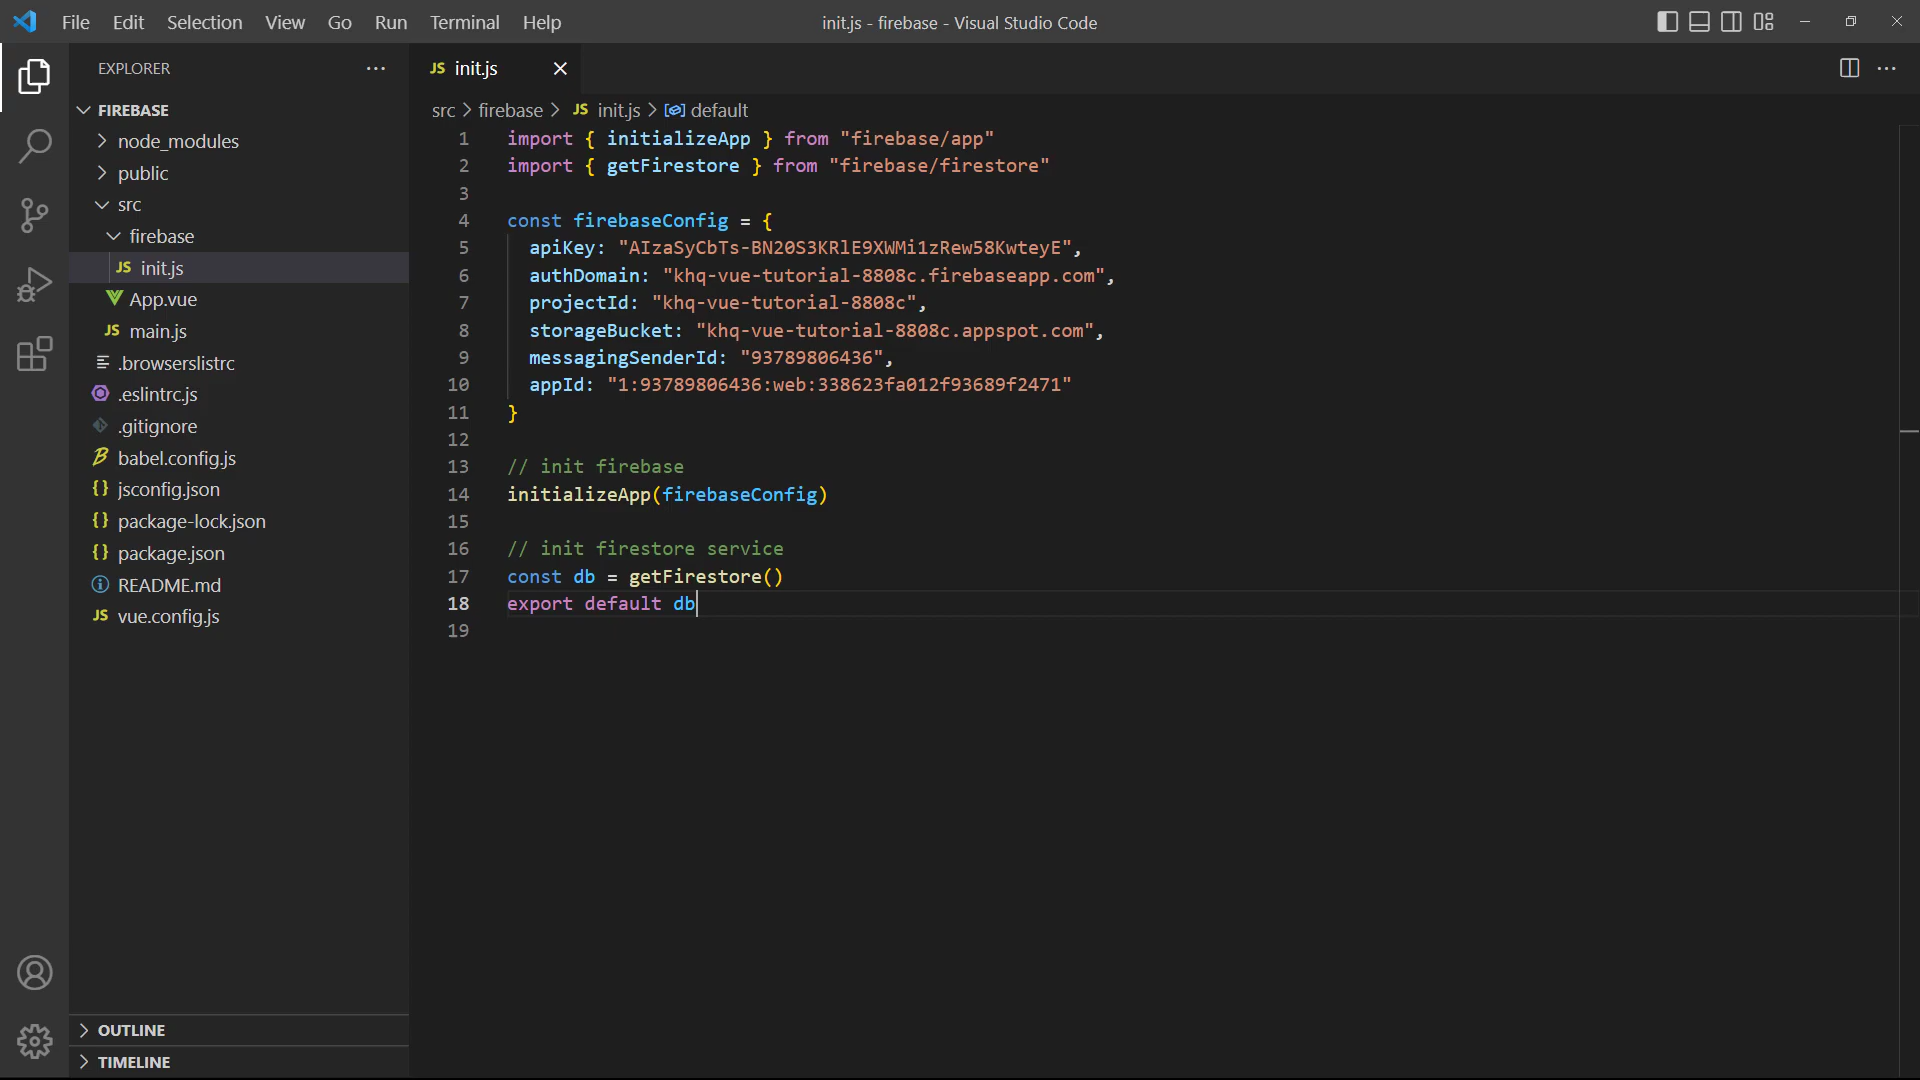 File Edit Selection View Go Run Terminal Help
init.js - firebase - Visual Studio Code
EXPLORER
FIREBASE
node_modules
public
src
firebase
JS init.js
App.vue
JS main.js
.browserslistrc
.eslintrc.js
.gitignore
babel.config.js
{} jsconfig.json
{} package-lock.json
{} package.json
README.md
JS vue.config.js
OUTLINE
TIMELINE
JS init.js
src > firebase > JS init.js > default
1 import { initializeApp } from "firebase/app"
2 import { getFirestore } from "firebase/firestore"
3
4 const firebaseConfig = {
5 apiKey: "AIzaSyCbTs-BN20S3KRlE9XWMi1zRew58KwteyE",
6 authDomain: "khq-vue-tutorial-8808c.firebaseapp.com",
7 projectId: "khq-vue-tutorial-8808c",
8 storageBucket: "khq-vue-tutorial-8808c.appspot.com",
9 messagingSenderId: "93789806436",
10 appId: "1:93789806436:web:338623fa012f93689f2471"
11 }
12
13 // init firebase
14 initializeApp(firebaseConfig)
15
16 // init firestore service
17 const db = getFirestore()
18 export default db
19